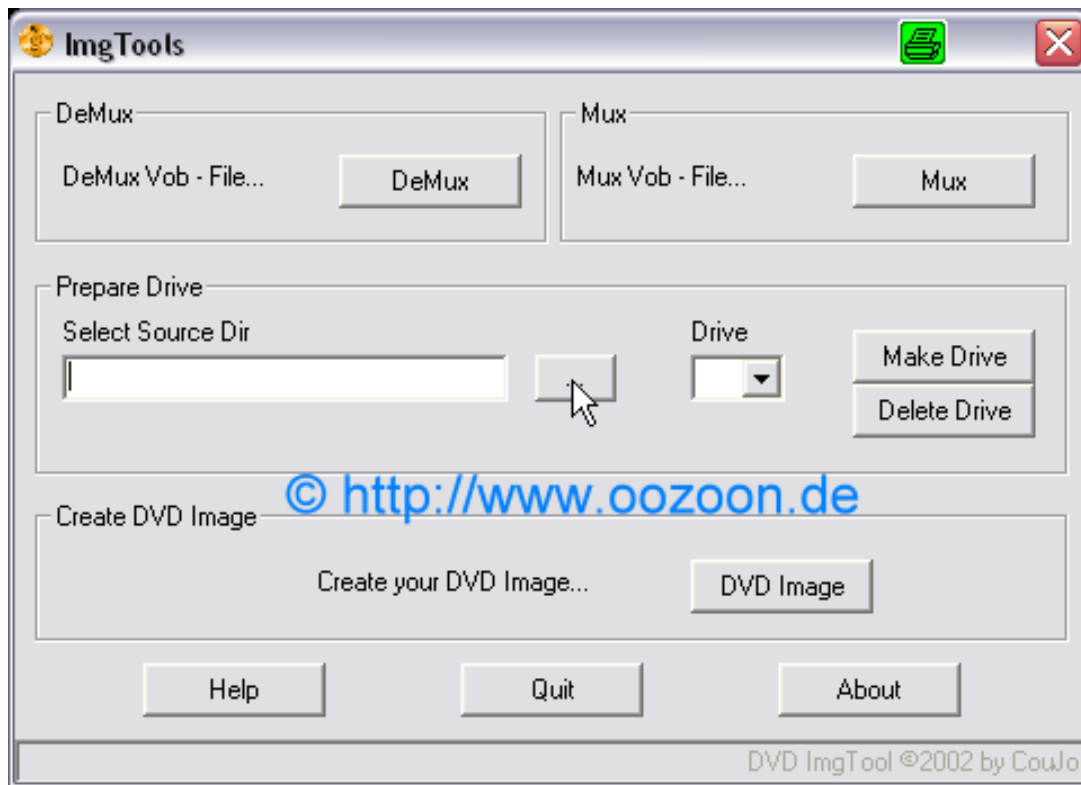 ImgTools
DeMux
DeMux Vob - File...
DeMux
Mux
Mux Vob - File...
Mux
Prepare Drive
Select Source Dir
Drive
Make Drive
Delete Drive
© http://www.oozoon.de
Create DVD Image
Create your DVD Image...
DVD Image
Help
Quit
About
DVD ImgTool ©2002 by CouJo